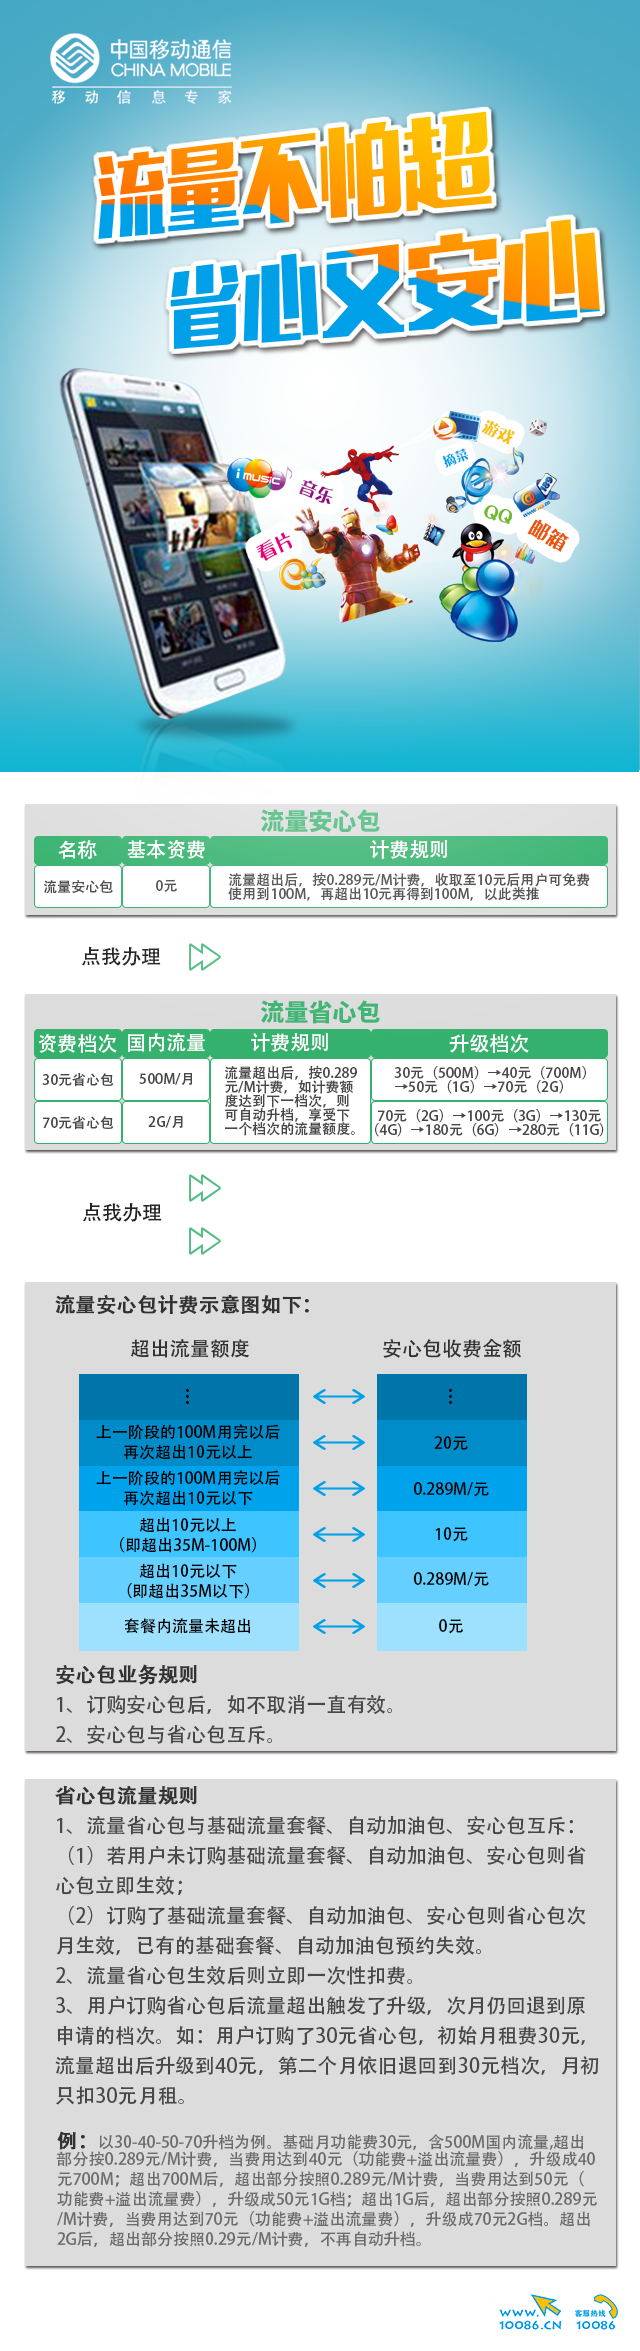 中国移动通信
CHINA MOBILE
移动信息专家
流量不怕超
省心又安心
游戏
摘菜
i music
音乐
QQ
邮箱
看片
流量安心包
名称 基本资费 计费规则
流量安心包 0元 流量超出后，按0.289元/M计费，收取至10元后用户可免费
使用到100M，再超出10元再得到100M，以此类推
点我办理
流量省心包
资费档次 国内流量 计费规则 升级档次
30元省心包 500M/月 流量超出后，按0.289
元/M计费，如计费额
度达到下一档次，则
可自动升档，享受下
一个档次的流量额度。
30元（500M）→40元（700M）
→50元（1G）→70元（2G）
70元省心包 2G/月 70元（2G）→100元（3G）→130元
（4G）→180元（6G）→280元（11G）
点我办理
流量安心包计费示意图如下：
超出流量额度 安心包收费金额
⋮ ⋮
上一阶段的100M用完以后
再次超出10元以上
20元
上一阶段的100M用完以后
再次超出10元以下
0.289M/元
超出10元以上
（即超出35M-100M）
10元
超出10元以下
（即超出35M以下）
0.289M/元
套餐内流量未超出 0元
安心包业务规则
1、订购安心包后，如不取消一直有效。
2、安心包与省心包互斥。
省心包流量规则
1、流量省心包与基础流量套餐、自动加油包、安心包互斥：
（1）若用户未订购基础流量套餐、自动加油包、安心包则省
心包立即生效；
（2）订购了基础流量套餐、自动加油包、安心包则省心包次
月生效，已有的基础套餐、自动加油包预约失效。
2、流量省心包生效后则立即一次性扣费。
3、用户订购省心包后流量超出触发了升级，次月仍回退到原
申请的档次。如：用户订购了30元省心包，初始月租费30元，
流量超出后升级到40元，第二个月依旧退回到30元档次，月初
只扣30元月租。
例：以30-40-50-70升档为例。基础月功能费30元，含500M国内流量,超出
部分按0.289元/M计费，当费用达到40元（功能费+溢出流量费），升级成40
元700M；超出700M后，超出部分按照0.289元/M计费，当费用达到50元（
功能费+溢出流量费），升级成50元1G档；超出1G后，超出部分按照0.289元
/M计费，当费用达到70元（功能费+溢出流量费），升级成70元2G档。超出
2G后，超出部分按照0.29元/M计费，不再自动升档。
www.
10086.CN
客服热线
10086